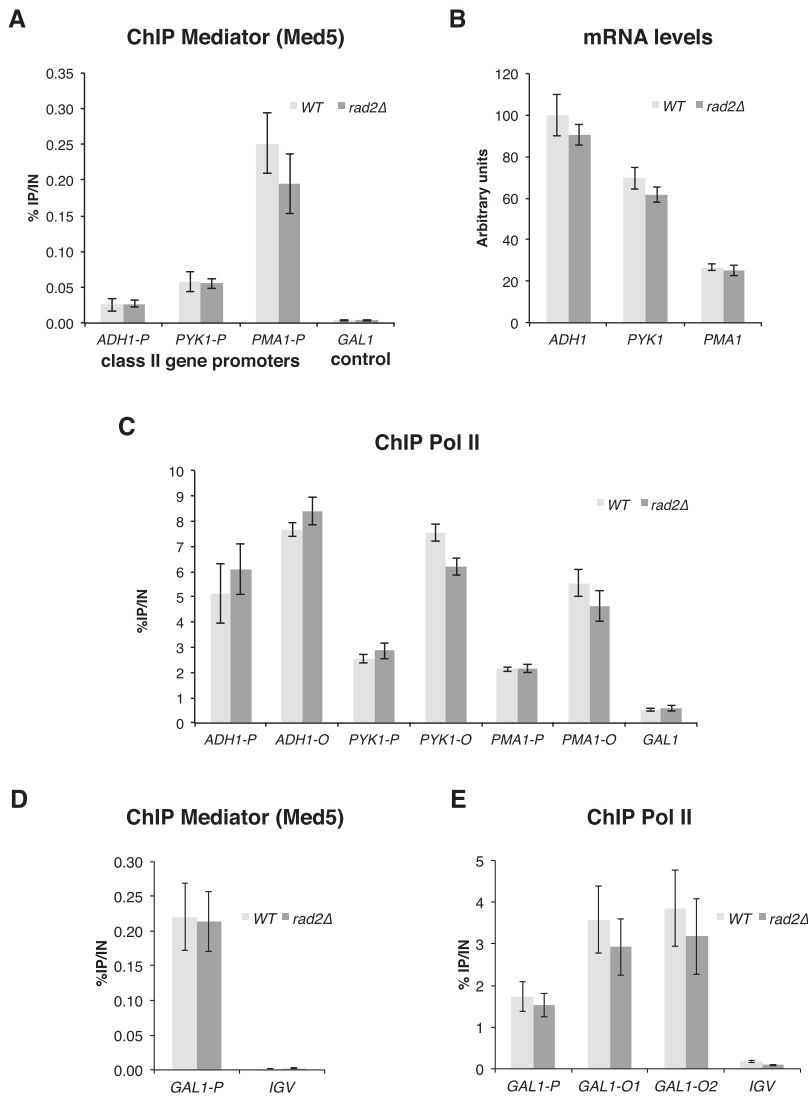 A
ChIP Mediator (Med5)
% IP/IN
0.35
0.30
0.25
0.20
0.15
0.10
0.05
0.00
WT rad2Δ
ADH1-P PYK1-P PMA1-P GAL1
class II gene promoters control
B
mRNA levels
Arbitrary units
120
100
80
60
40
20
0
WT rad2Δ
ADH1 PYK1 PMA1
C
ChIP Pol II
%IP/IN
10
9
8
7
6
5
4
3
2
1
0
WT rad2Δ
ADH1-P ADH1-O PYK1-P PYK1-O PMA1-P PMA1-O GAL1
D
ChIP Mediator (Med5)
%IP/IN
0.30
0.25
0.20
0.15
0.10
0.05
0.00
WT rad2Δ
GAL1-P IGV
E
ChIP Pol II
% IP/IN
5
4
3
2
1
0
WT rad2Δ
GAL1-P GAL1-O1 GAL1-O2 IGV